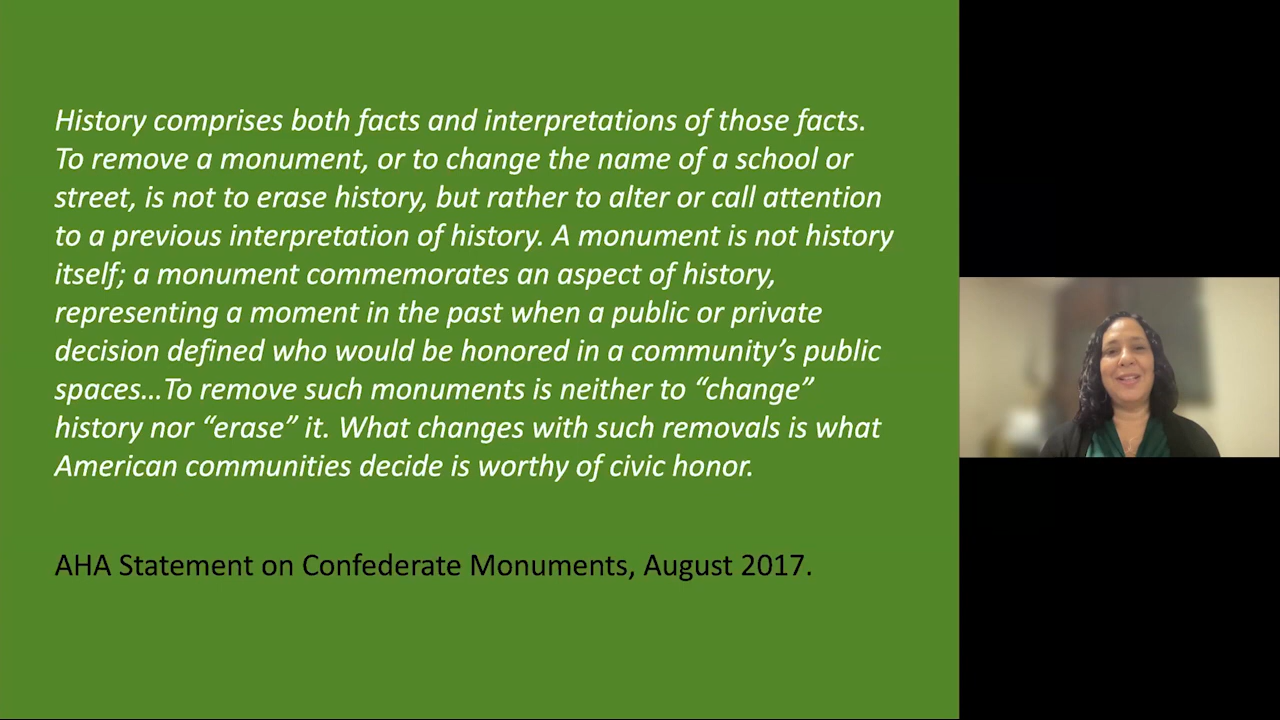 History comprises both facts and interpretations of those facts.
To remove a monument, or to change the name of a school or
street, is not to erase history, but rather to alter or call attention
to a previous interpretation of history. A monument is not history
itself; a monument commemorates an aspect of history,
representing a moment in the past when a public or private
decision defined who would be honored in a community’s public
spaces…To remove such monuments is neither to “change”
history nor “erase” it. What changes with such removals is what
American communities decide is worthy of civic honor.
AHA Statement on Confederate Monuments, August 2017.